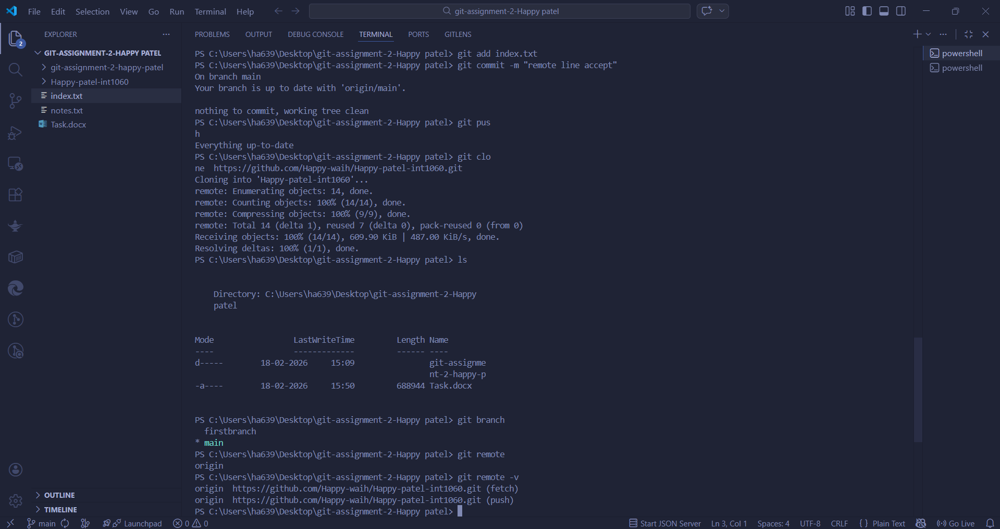 File Edit Selection View Go Run Terminal Help
git-assignment-2-Happy patel
EXPLORER
2
GIT-ASSIGNMENT-2-HAPPY PATEL
git-assignment-2-happy-patel
Happy-patel-int1060
index.txt
notes.txt
Task.docx
OUTLINE
TIMELINE
PROBLEMS OUTPUT DEBUG CONSOLE TERMINAL PORTS GITLENS
PS C:\Users\ha639\Desktop\git-assignment-2-Happy patel> git add index.txt
PS C:\Users\ha639\Desktop\git-assignment-2-Happy patel> git commit -m "remote line accept"
On branch main
Your branch is up to date with 'origin/main'.
nothing to commit, working tree clean
PS C:\Users\ha639\Desktop\git-assignment-2-Happy patel> git pus
h
Everything up-to-date
PS C:\Users\ha639\Desktop\git-assignment-2-Happy patel> git clo
ne  https://github.com/Happy-waih/Happy-patel-int1060.git
Cloning into 'Happy-patel-int1060'...
remote: Enumerating objects: 14, done.
remote: Counting objects: 100% (14/14), done.
remote: Compressing objects: 100% (9/9), done.
remote: Total 14 (delta 1), reused 7 (delta 0), pack-reused 0 (from 0)
Receiving objects: 100% (14/14), 609.90 KiB | 487.00 KiB/s, done.
Resolving deltas: 100% (1/1), done.
PS C:\Users\ha639\Desktop\git-assignment-2-Happy patel> ls
Directory: C:\Users\ha639\Desktop\git-assignment-2-Happy
patel
Mode LastWriteTime Length Name
---- ------------- ------ ----
d----- 18-02-2026 15:09 git-assignme
nt-2-happy-p
-a---- 18-02-2026 15:50 688944 Task.docx
PS C:\Users\ha639\Desktop\git-assignment-2-Happy patel> git branch
firstbranch
* main
PS C:\Users\ha639\Desktop\git-assignment-2-Happy patel> git remote
origin
PS C:\Users\ha639\Desktop\git-assignment-2-Happy patel> git remote -v
origin  https://github.com/Happy-waih/Happy-patel-int1060.git (fetch)
origin  https://github.com/Happy-waih/Happy-patel-int1060.git (push)
PS C:\Users\ha639\Desktop\git-assignment-2-Happy patel>
powershell
powershell
main Launchpad 0 0 Start JSON Server Ln 3, Col 1 Spaces: 4 UTF-8 CRLF {} Plain Text Go Live